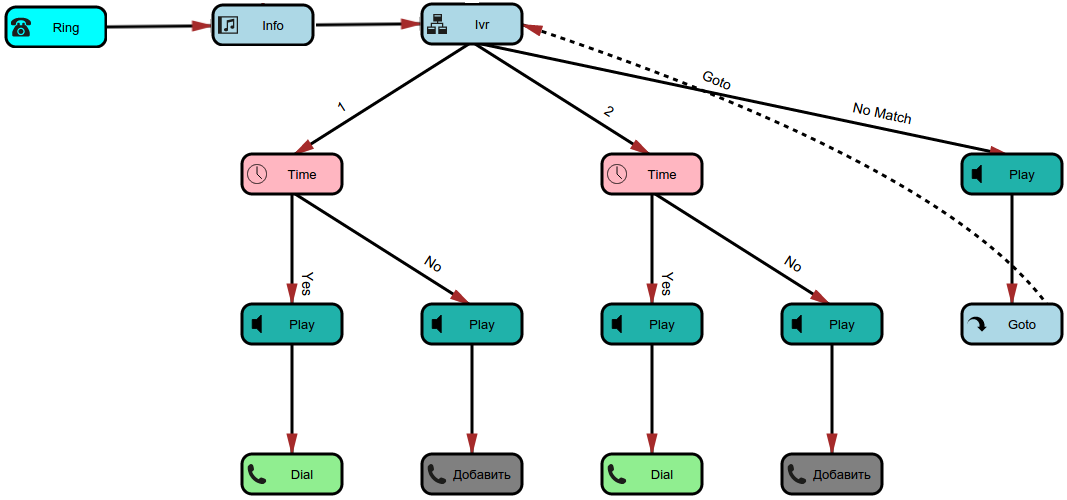 Ring
Info
Ivr
Goto
1
2
No Match
Time
Time
Play
No
No
Yes
Yes
Play
Play
Play
Play
Goto
Dial
Добавить
Dial
Добавить